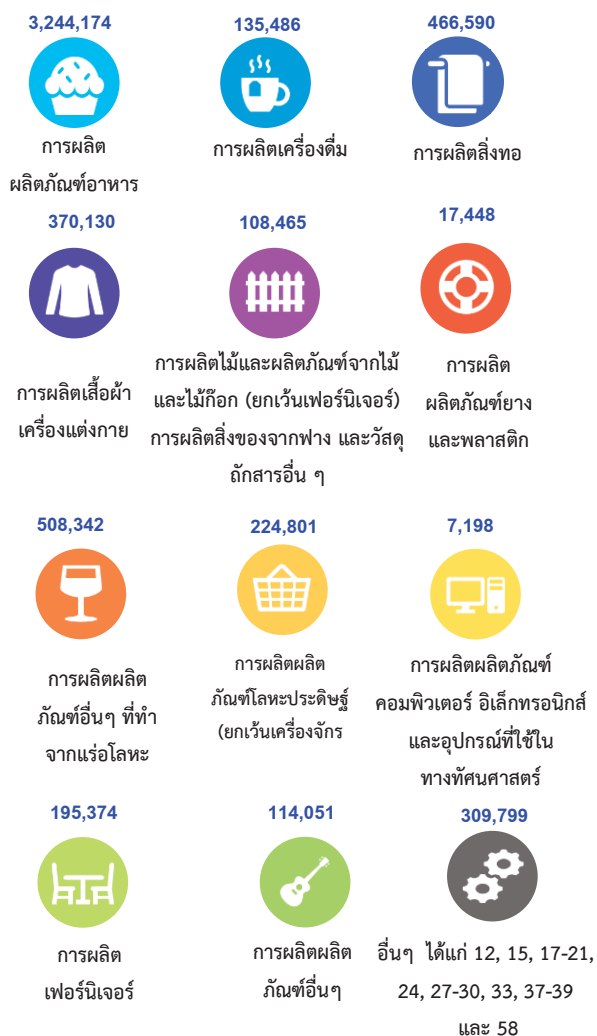 3,244,174
การผลิต
ผลิตภัณฑ์อาหาร
135,486
การผลิตเครื่องดื่ม
466,590
การผลิตสิ่งทอ
370,130
การผลิตเสื้อผ้า
เครื่องแต่งกาย
108,465
การผลิตไม้และผลิตภัณฑ์จากไม้
และไม้ก๊อก (ยกเว้นเฟอร์นิเจอร์)
การผลิตสิ่งของจากฟาง และวัสดุ
ถักสารอื่น ๆ
17,448
การผลิต
ผลิตภัณฑ์ยาง
และพลาสติก
508,342
การผลิตผลิต
ภัณฑ์อื่นๆ ที่ทำ
จากแร่อโลหะ
224,801
การผลิตผลิต
ภัณฑ์โลหะประดิษฐ์
(ยกเว้นเครื่องจักร
7,198
การผลิตผลิตภัณฑ์
คอมพิวเตอร์ อิเล็กทรอนิกส์
และอุปกรณ์ที่ใช้ใน
ทางทัศนศาสตร์
195,374
การผลิต
เฟอร์นิเจอร์
114,051
การผลิตผลิต
ภัณฑ์อื่นๆ
309,799
อื่นๆ ได้แก่ 12, 15, 17-21,
24, 27-30, 33, 37-39
และ 58